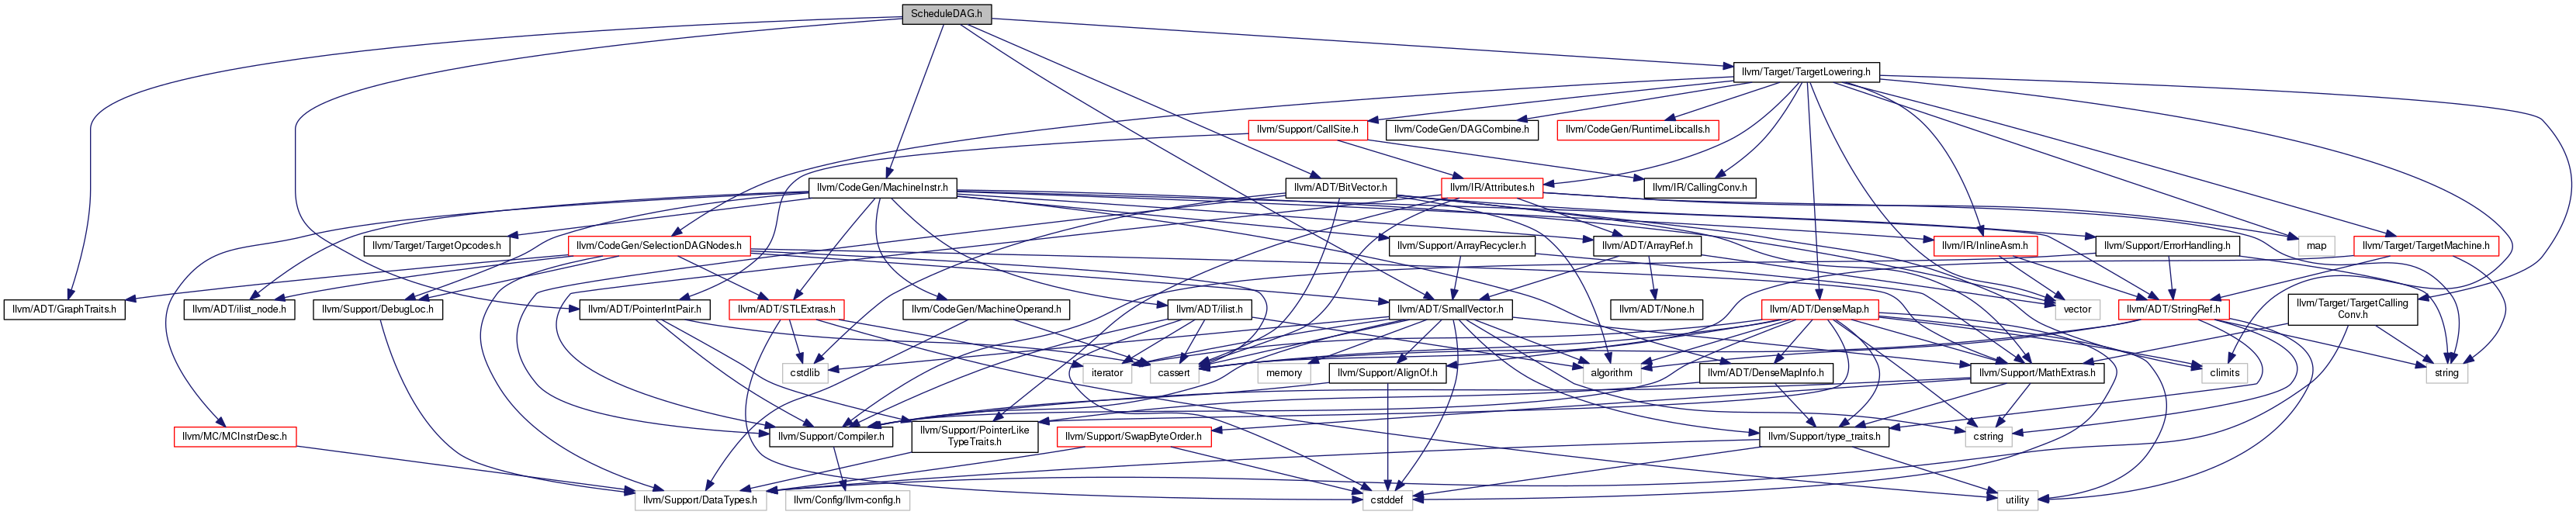 ScheduleDAG.h
llvm/Target/TargetLowering.h
llvm/Support/CallSite.h
llvm/CodeGen/DAGCombine.h
llvm/CodeGen/RuntimeLibcalls.h
llvm/CodeGen/MachineInstr.h
llvm/ADT/BitVector.h
llvm/IR/Attributes.h
llvm/IR/CallingConv.h
llvm/Target/TargetOpcodes.h
llvm/CodeGen/SelectionDAGNodes.h
llvm/Support/ArrayRecycler.h
llvm/ADT/ArrayRef.h
llvm/IR/InlineAsm.h
llvm/Support/ErrorHandling.h
map
llvm/Target/TargetMachine.h
llvm/ADT/GraphTraits.h
llvm/ADT/ilist_node.h
llvm/Support/DebugLoc.h
llvm/ADT/PointerIntPair.h
llvm/ADT/STLExtras.h
llvm/CodeGen/MachineOperand.h
llvm/ADT/ilist.h
llvm/ADT/SmallVector.h
llvm/ADT/None.h
llvm/ADT/DenseMap.h
vector
llvm/ADT/StringRef.h
llvm/Target/TargetCalling
Conv.h
cstdlib
iterator
cassert
memory
llvm/Support/AlignOf.h
algorithm
llvm/ADT/DenseMapInfo.h
llvm/Support/MathExtras.h
climits
string
llvm/MC/MCInstrDesc.h
llvm/Support/Compiler.h
llvm/Support/PointerLike
TypeTraits.h
llvm/Support/SwapByteOrder.h
llvm/Support/type_traits.h
cstring
llvm/Support/DataTypes.h
llvm/Config/llvm-config.h
cstddef
utility